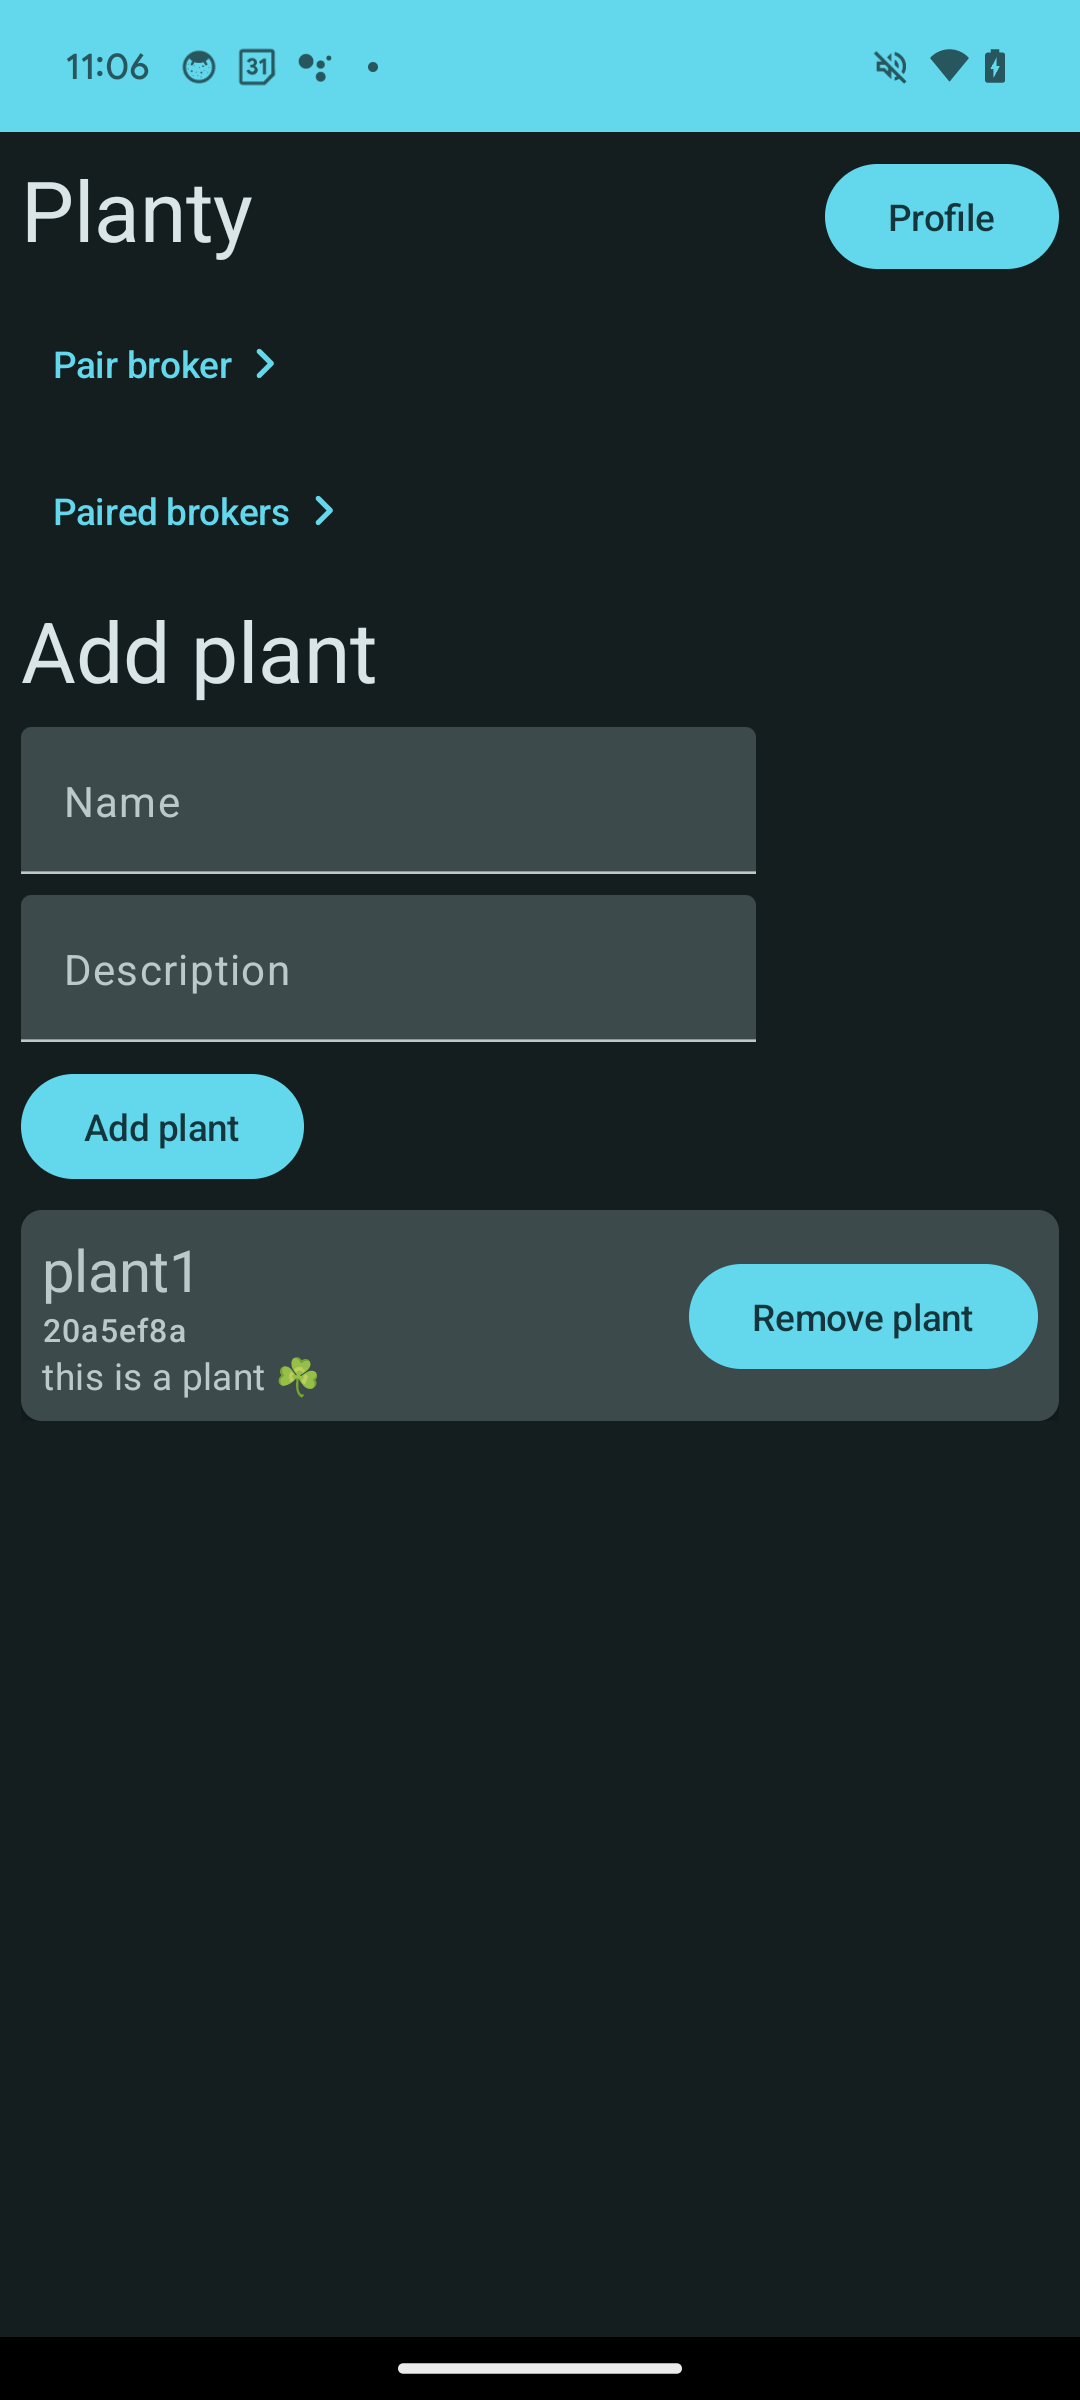 11:06
31
Planty
Profile
Pair broker
Paired brokers
Add plant
Name
Description
Add plant
plant1
20a5ef8a
this is a plant ☘️
Remove plant